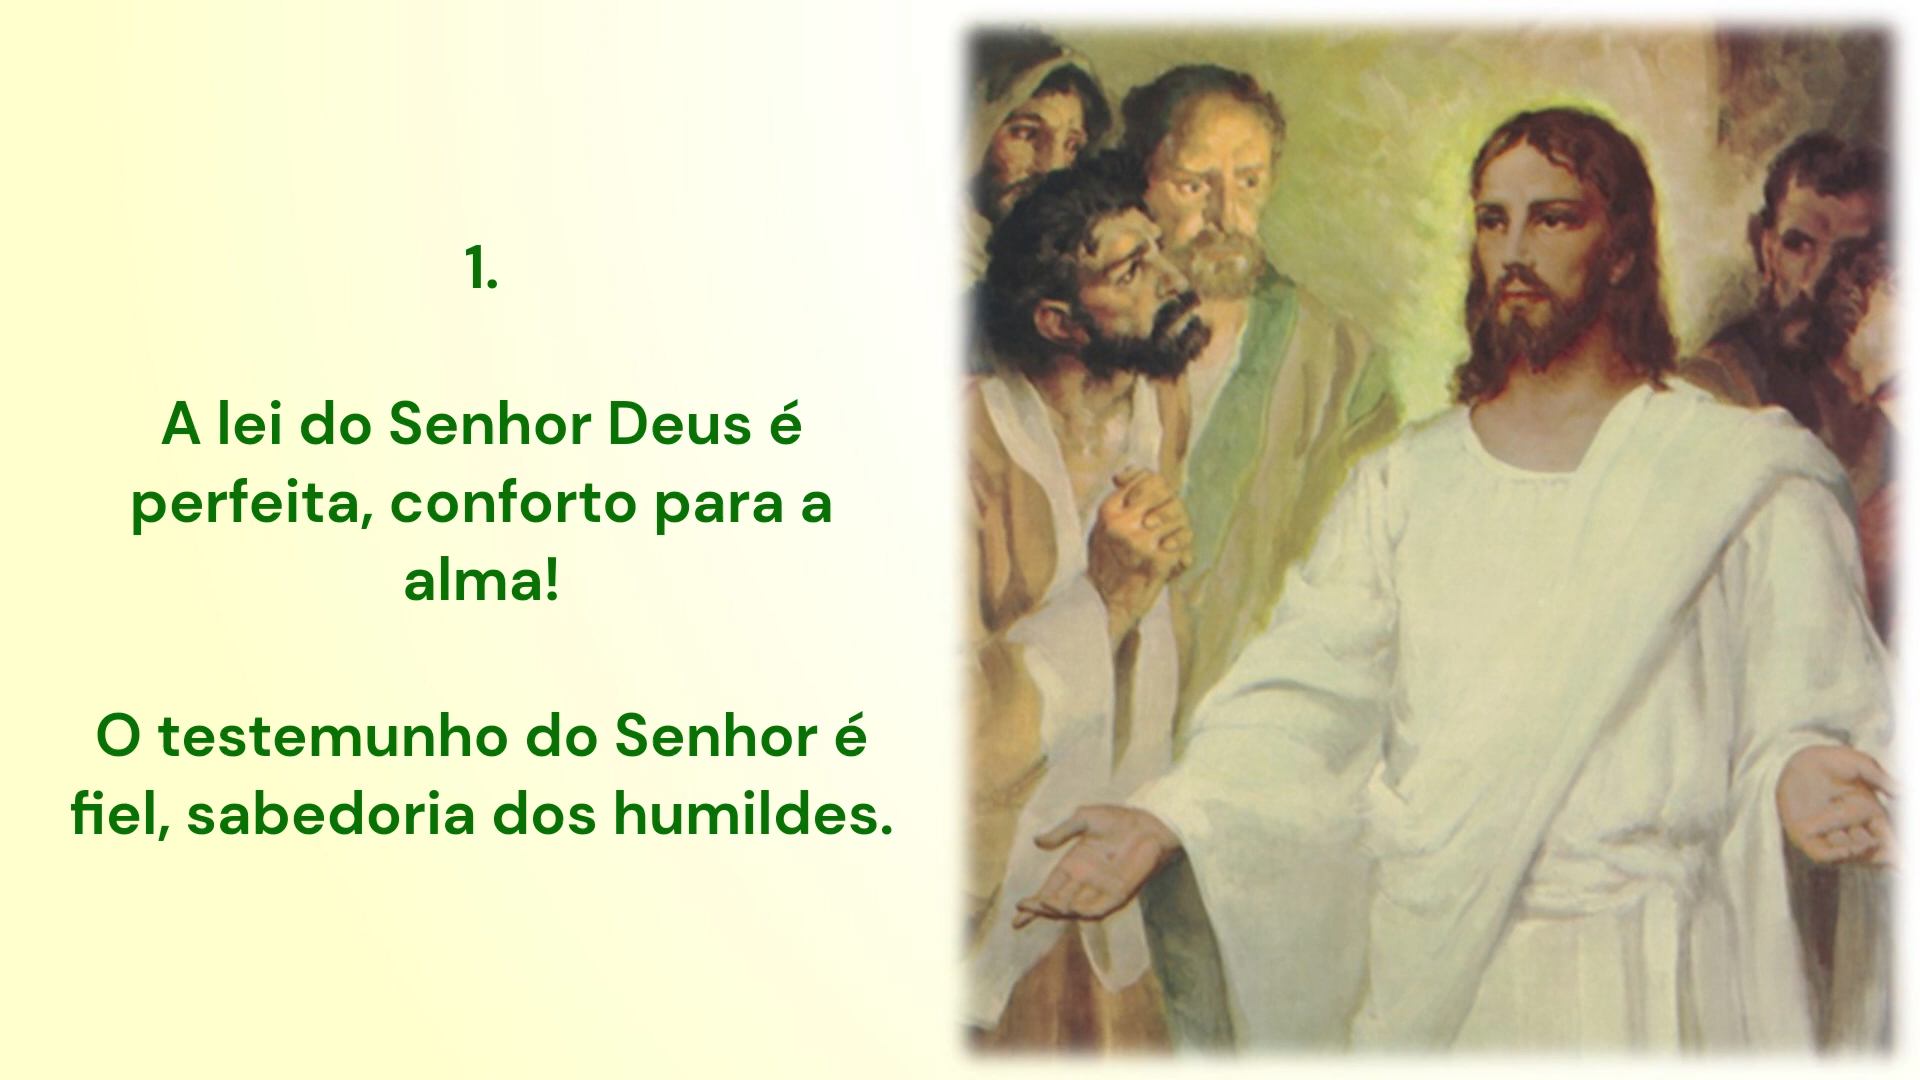 1.
A lei do Senhor Deus é
perfeita, conforto para a
alma!
O testemunho do Senhor é
fiel, sabedoria dos humildes.